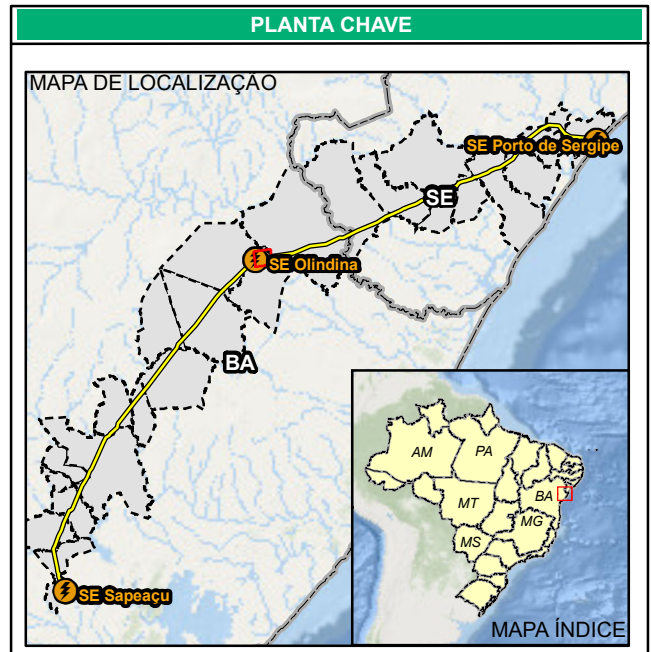 PLANTA CHAVE
MAPA DE LOCALIZAÇÃO
SE Porto de Sergipe
SE
SE Olindina
BA
SE Sapeaçu
AM
PA
MT
BA
MG
MS
MAPA ÍNDICE